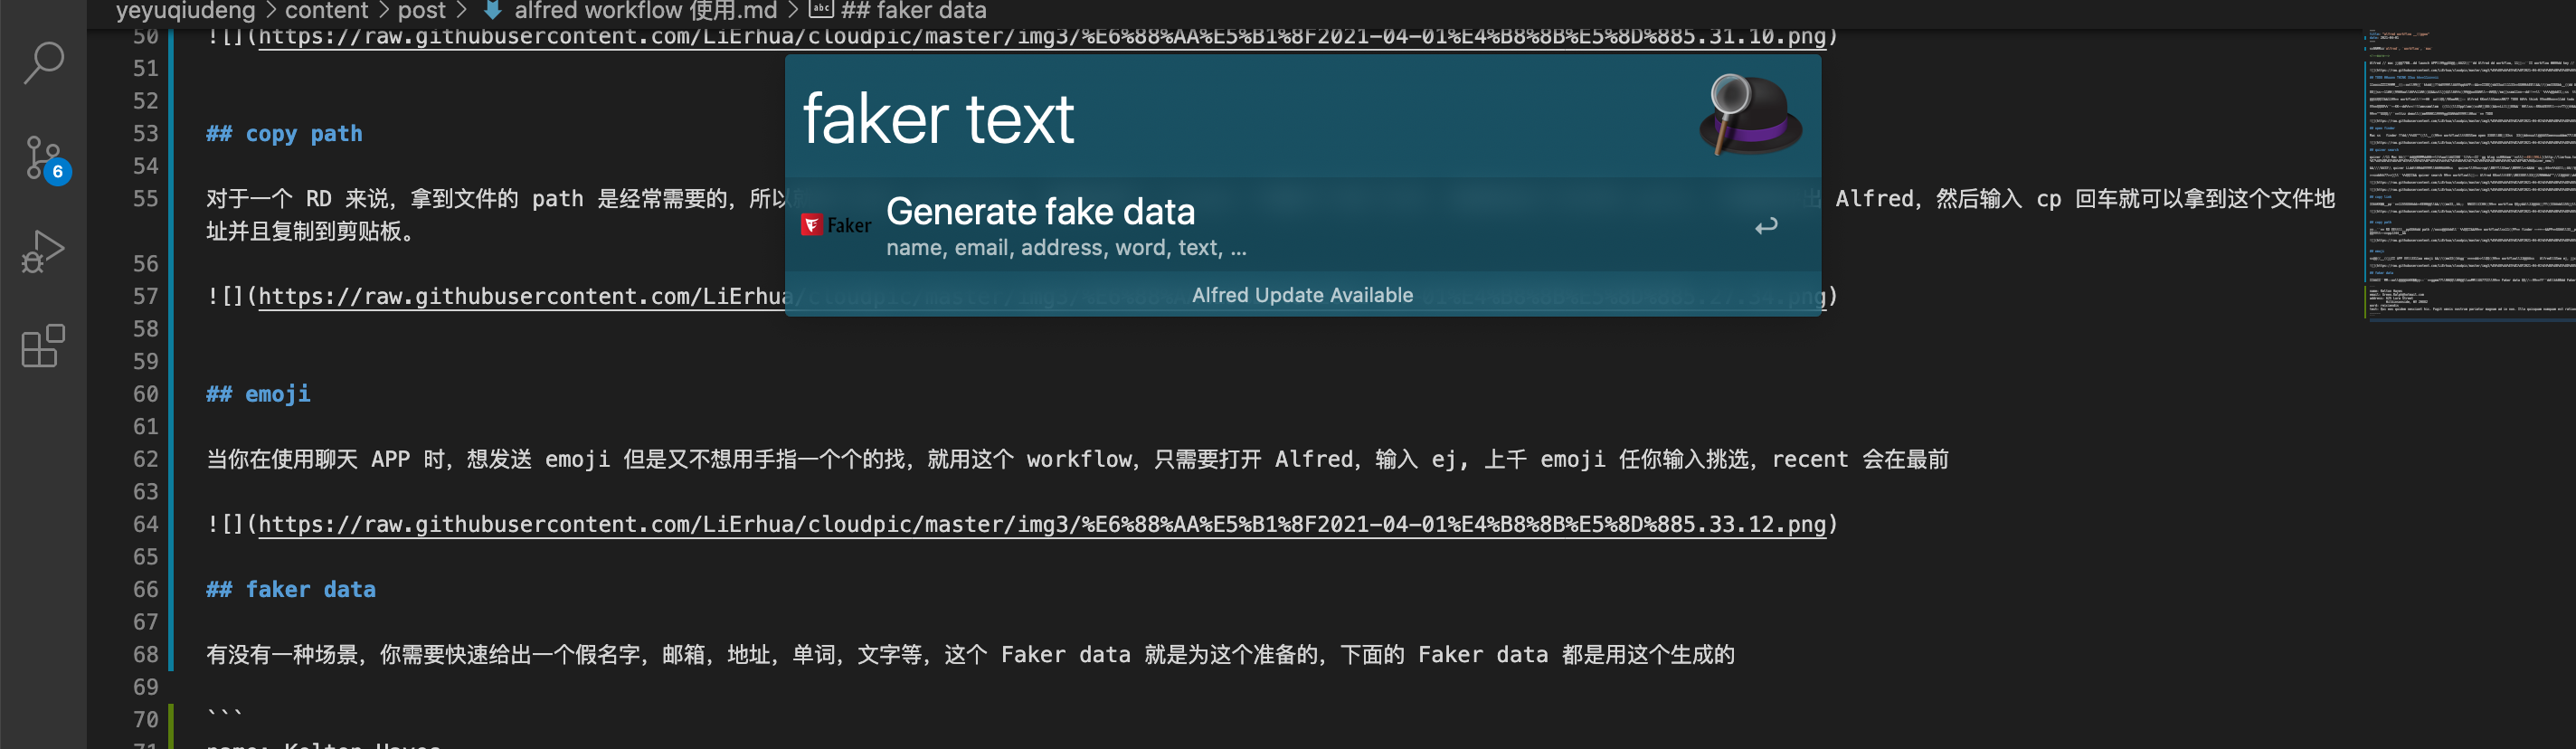 yeyuqiudeng > content > post > alfred workflow 使用.md > abc ## faker data
50 ![](https://raw.githubusercontent.com/LiErhua/cloudpic/master/img3/%E6%88%AA%E5%B1%8F2021-04-01%E4%B8%8B%E5%8D%885.31.10.png)
51
52
53 ## copy path
54
55 对于一个 RD 来说，拿到文件的 path 是经常需要的，所以 Alfred，然后输入 cp 回车就可以拿到这个文件地
址并且复制到剪贴板。
56
57 ![](https://raw.githubusercontent.com/LiErhua png)
58
59
60 ## emoji
61
62 当你在使用聊天 APP 时，想发送 emoji 但是又不想用手指一个个的找，就用这个 workflow，只需要打开 Alfred，输入 ej, 上千 emoji 任你输入挑选，recent 会在最前
63
64 ![](https://raw.githubusercontent.com/LiErhua/cloudpic/master/img3/%E6%88%AA%E5%B1%8F2021-04-01%E4%B8%8B%E5%8D%885.33.12.png)
65
66 ## faker data
67
68 有没有一种场景，你需要快速给出一个假名字，邮箱，地址，单词，文字等，这个 Faker data 就是为这个准备的，下面的 Faker data 都是用这个生成的
69
70 ```
71
faker text
Faker
Generate fake data
name, email, address, word, text, ...
Alfred Update Available
6